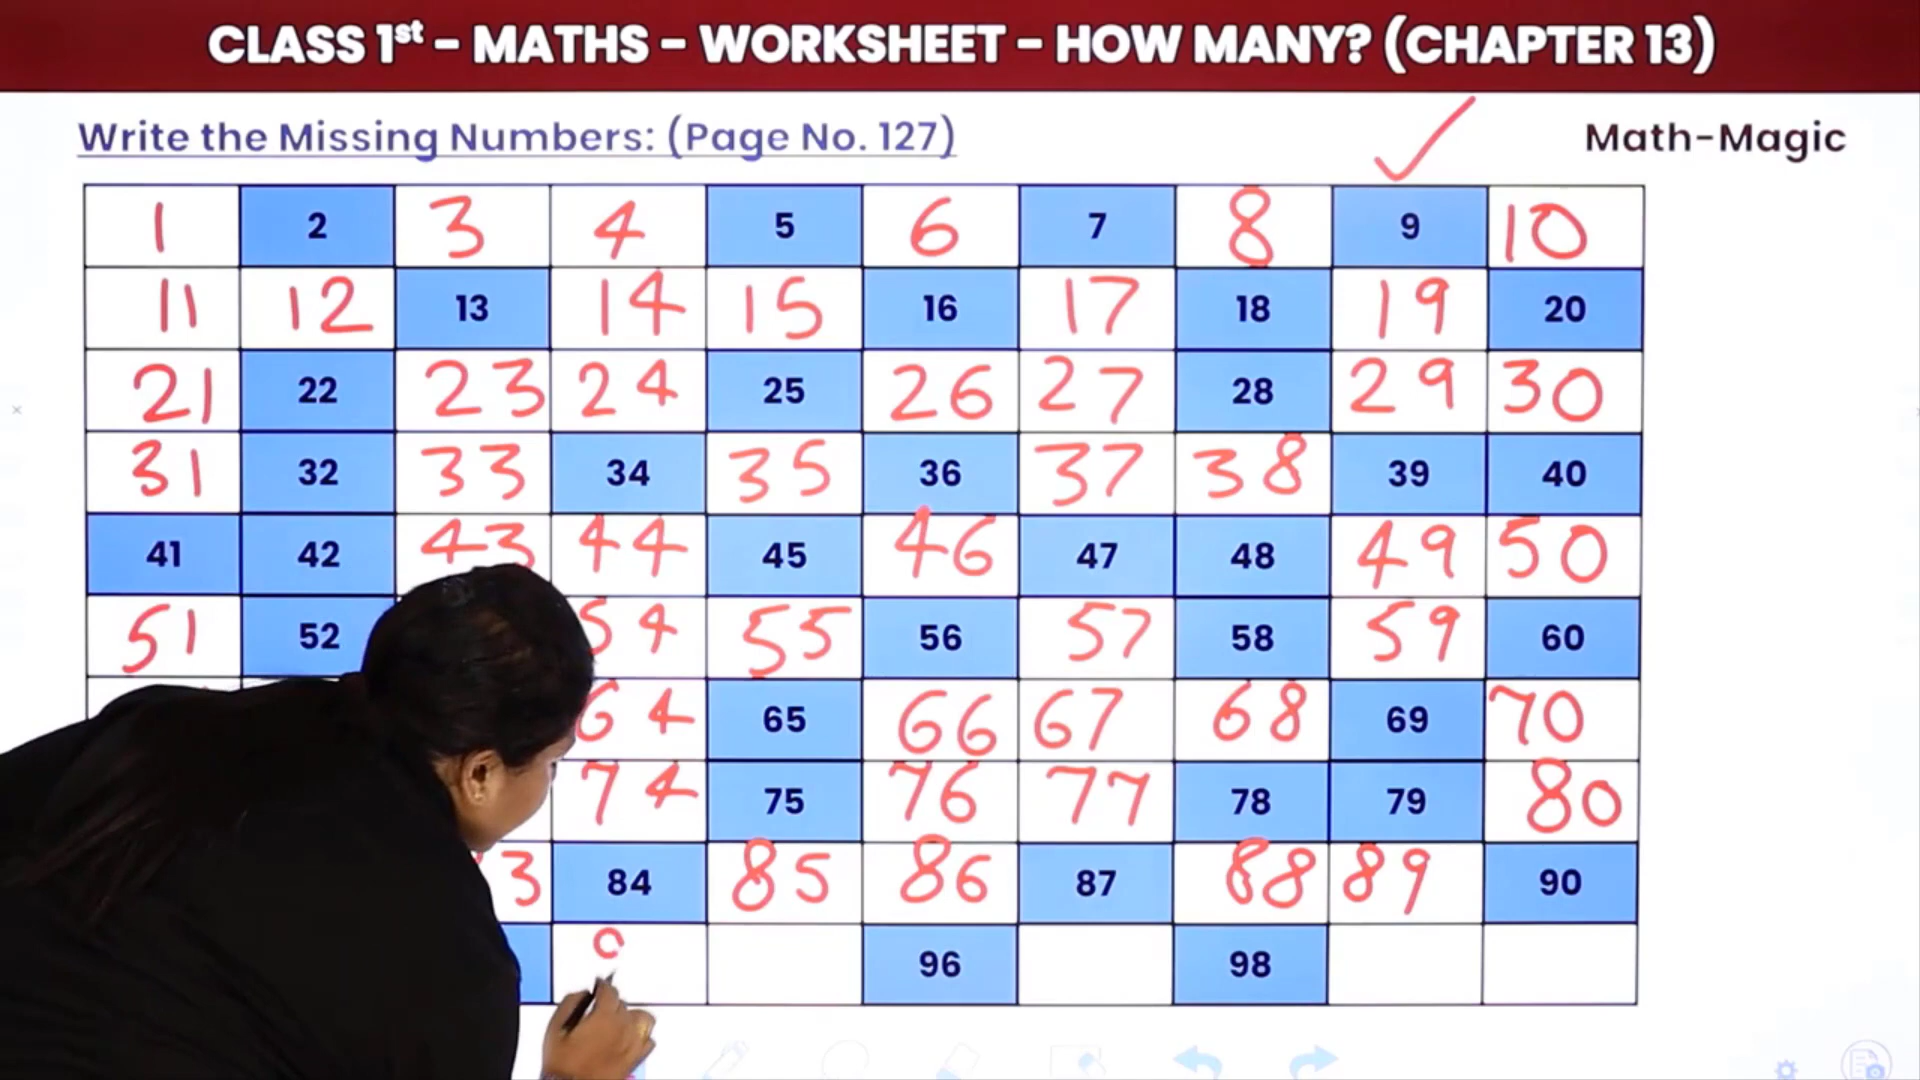 CLASS 1st - MATHS - WORKSHEET - HOW MANY? (CHAPTER 13)
Write the Missing Numbers: (Page No. 127)
Math-Magic
1 2 3 4 5 6 7 8 9 10
11 12 13 14 15 16 17 18 19 20
21 22 23 24 25 26 27 28 29 30
31 32 33 34 35 36 37 38 39 40
41 42 43 44 45 46 47 48 49 50
51 52 54 55 56 57 58 59 60
64 65 66 67 68 69 70
74 75 76 77 78 79 80
3 84 85 86 87 88 89 90
96 98